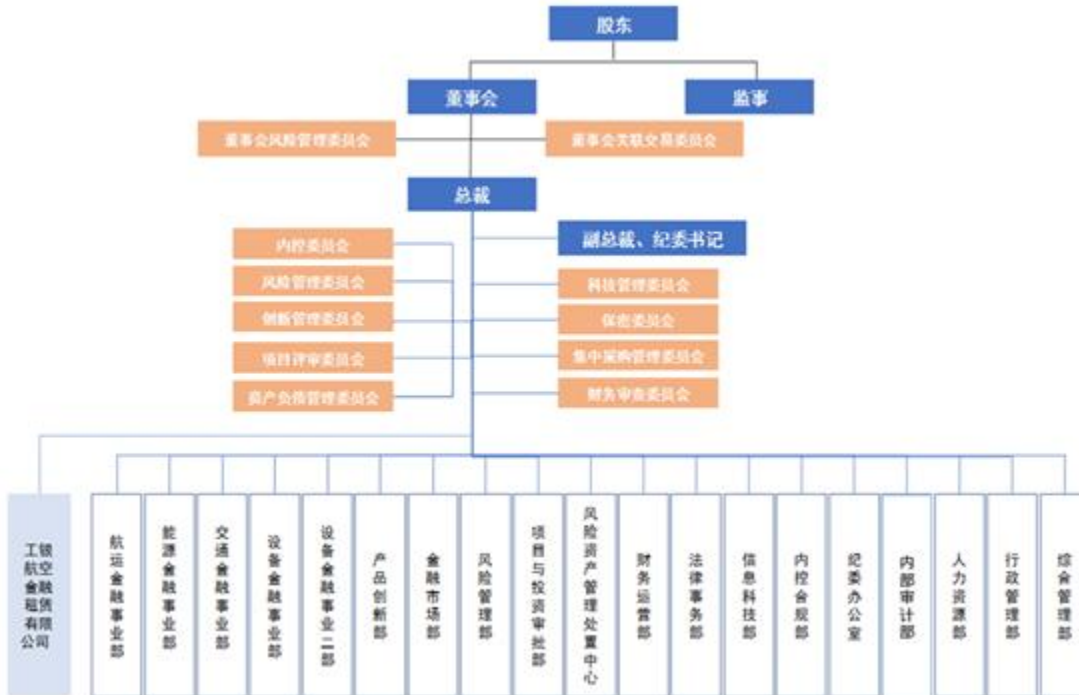 股东
董事会
监事
董事会风险管理委员会
董事会关联交易委员会
总裁
副总裁、纪委书记
内控委员会
风险管理委员会
创新管理委员会
项目评审委员会
资产负债管理委员会
科技管理委员会
保密委员会
集中采购管理委员会
财务审查委员会
工银航空金融租赁有限公司
航运金融事业部
能源金融事业部
交通金融事业部
设备金融事业部
设备金融事业二部
产品创新部
金融市场部
风险管理部
项目与投资审批部
风险资产管理处置中心
财务运营部
法律事务部
信息科技部
内控合规部
纪委办公室
内部审计部
人力资源部
行政管理部
综合管理部